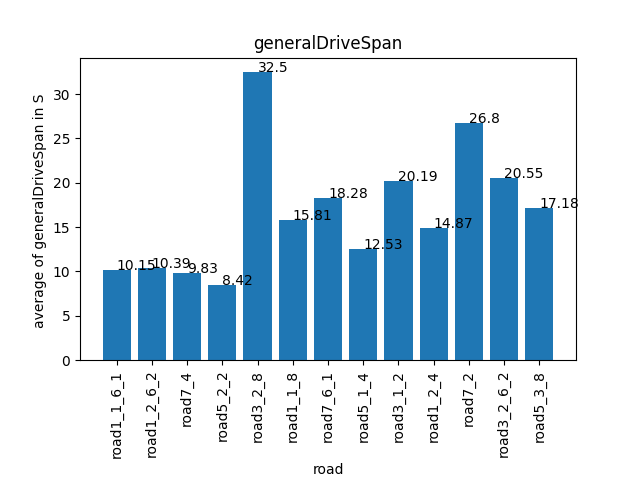 generalDriveSpan
average of generalDriveSpan in S
30
25
20
15
10
5
0
10.15
10.39
9.83
8.42
32.5
15.81
18.28
12.53
20.19
14.87
26.8
20.55
17.18
road1_1_6_1
road1_2_6_2
road7_4
road5_2_2
road3_2_8
road1_1_8
road7_6_1
road5_1_4
road3_1_2
road1_2_4
road7_2
road3_2_6_2
road5_3_8
road